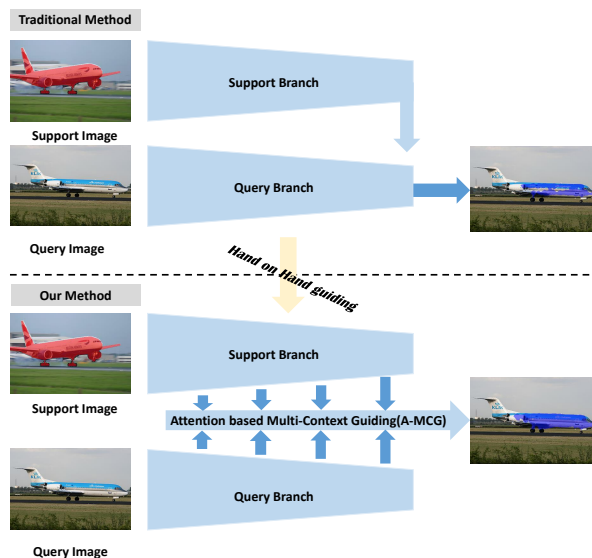 Traditional Method
Support Branch
Support Image
Query Branch
Query Image
Hand on Hand guiding
Our Method
Support Branch
Support Image
Attention based Multi-Context Guiding(A-MCG)
Query Branch
Query Image